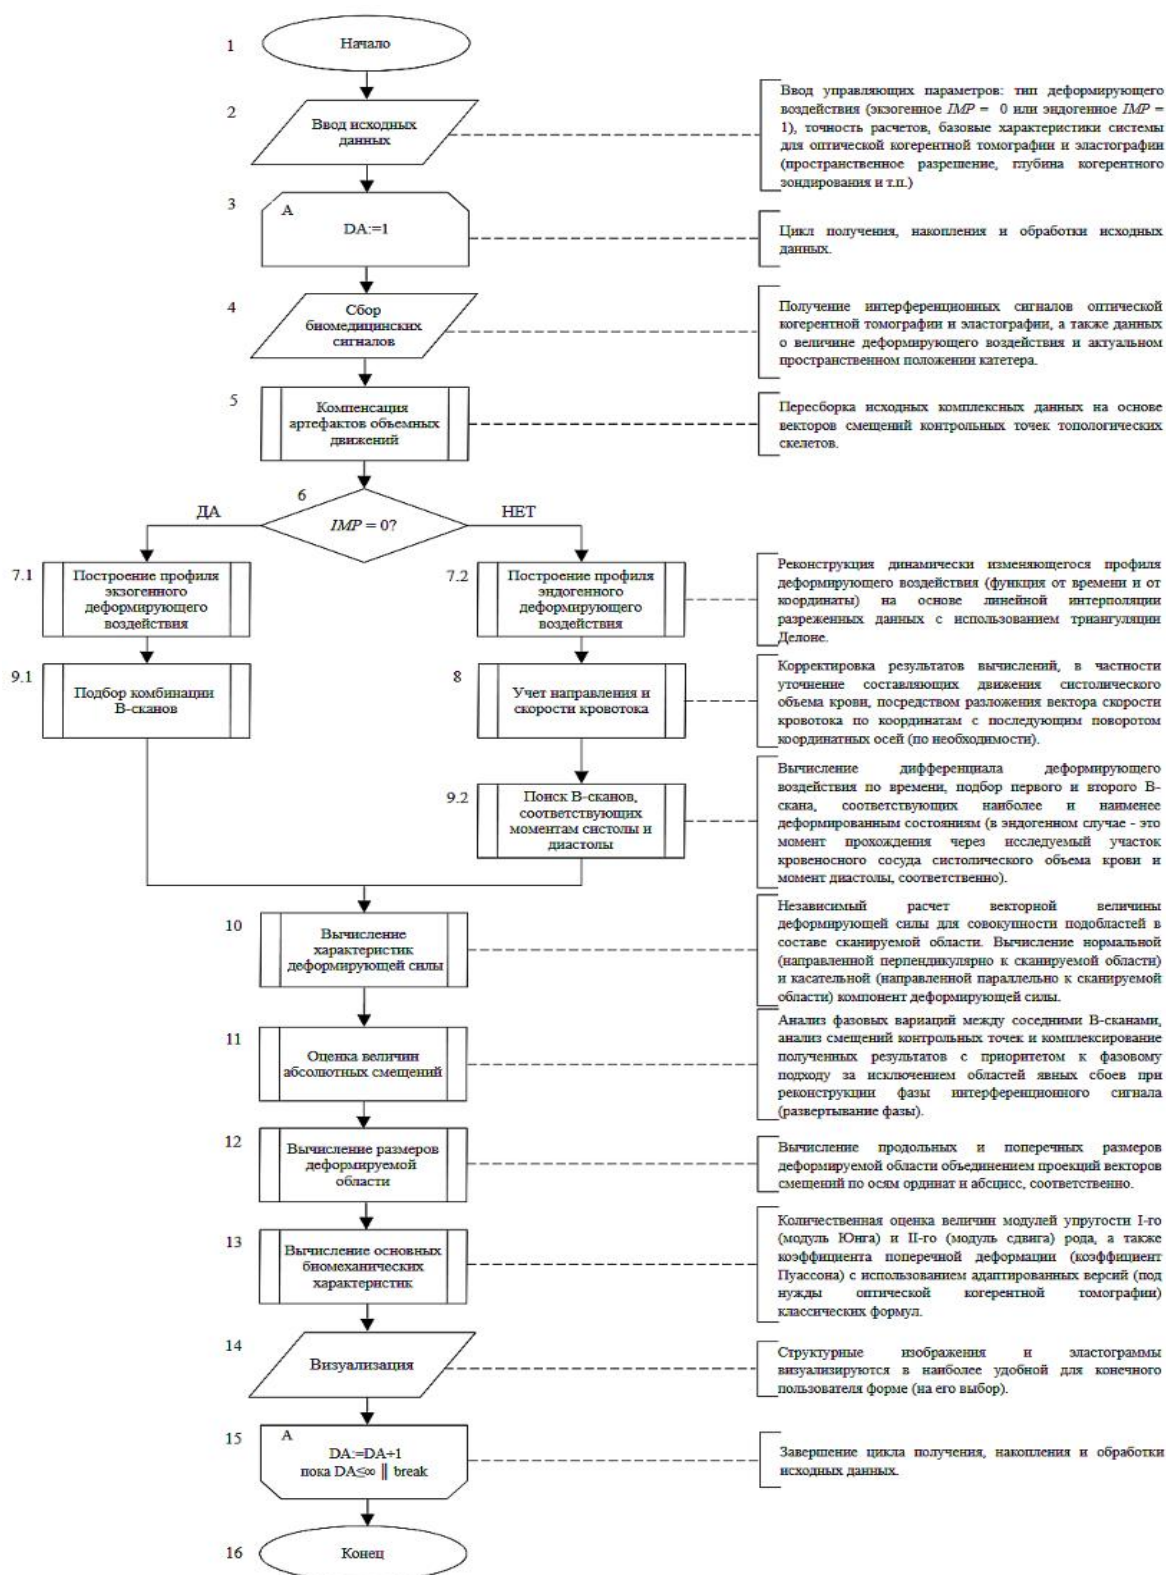 1
Начало
2
Ввод исходных
данных
Ввод управляющих параметров: тип деформирующего
воздействия (экзогенное IMP = 0 или эндогенное IMP =
1), точность расчетов, базовые характеристики системы
для оптической когерентной томографии и эластографии
(пространственное разрешение, глубина когерентного
зондирования и т.п.)
3
A
DA:=1
Цикл получения, накопления и обработки исходных
данных.
4
Сбор
биомедицинских
сигналов
Получение интерференционных сигналов оптической
когерентной томографии и эластографии, а также данных
о величине деформирующего воздействия и актуальном
пространственном положении катетера.
5
Компенсация
артефактов объемных
движений
Пересборка исходных комплексных данных на основе
векторов смещений контрольных точек топологических
скелетов.
6
IMP = 0?
ДА
НЕТ
7.1
Построение профиля
экзогенного
деформирующего
воздействия
7.2
Построение профиля
эндогенного
деформирующего
воздействия
Реконструкция динамически изменяющегося профиля
деформирующего воздействия (функция от времени и от
координаты) на основе линейной интерполяции
разреженных данных с использованием триангуляции
Делоне.
9.1
Подбор комбинации
В-сканов
8
Учет направления и
скорости кровотока
Корректировка результатов вычислений, в частности
уточнение составляющих движения систолического
объема крови, посредством разложения вектора скорости
кровотока по координатам с последующим поворотом
координатных осей (по необходимости).
9.2
Поиск В-сканов,
соответствующих
моментам систолы и
диастолы
Вычисление дифференциала деформирующего
воздействия по времени, подбор первого и второго В-
скана, соответствующих наиболее и наименее
деформированным состояниям (в эндогенном случае - это
момент прохождения через исследуемый участок
кровеносного сосуда систолического объема крови и
момент диастолы, соответственно).
10
Вычисление
характеристик
деформирующей силы
Независимый расчет векторной величины
деформирующей силы для совокупности подобластей в
составе сканируемой области. Вычисление нормальной
(направленной перпендикулярно к сканируемой области)
и касательной (направленной параллельно к сканируемой
области) компонент деформирующей силы.
11
Оценка величин
абсолютных смещений
Анализ фазовых вариаций между соседними В-сканами,
анализ смещений контрольных точек и комплексирование
полученных результатов с приоритетом к фазовому
подходу за исключением областей явных сбоев при
реконструкции фазы интерференционного сигнала
(развертывание фазы).
12
Вычисление размеров
деформируемой
области
Вычисление продольных и поперечных размеров
деформируемой области объединением проекций векторов
смещений по осям ординат и абсцисс, соответственно.
13
Вычисление основных
биомеханических
характеристик
Количественная оценка величин модулей упругости I-го
(модуль Юнга) и II-го (модуль сдвига) рода, а также
коэффициента поперечной деформации (коэффициент
Пуассона) с использованием адаптированных версий (под
нужды оптической когерентной томографии)
классических формул.
14
Визуализация
Структурные изображения и эластограммы
визуализируются в наиболее удобной для конечного
пользователя форме (на его выбор).
15
A
DA:=DA+1
пока DA≤∞ || break
Завершение цикла получения, накопления и обработки
исходных данных.
16
Конец